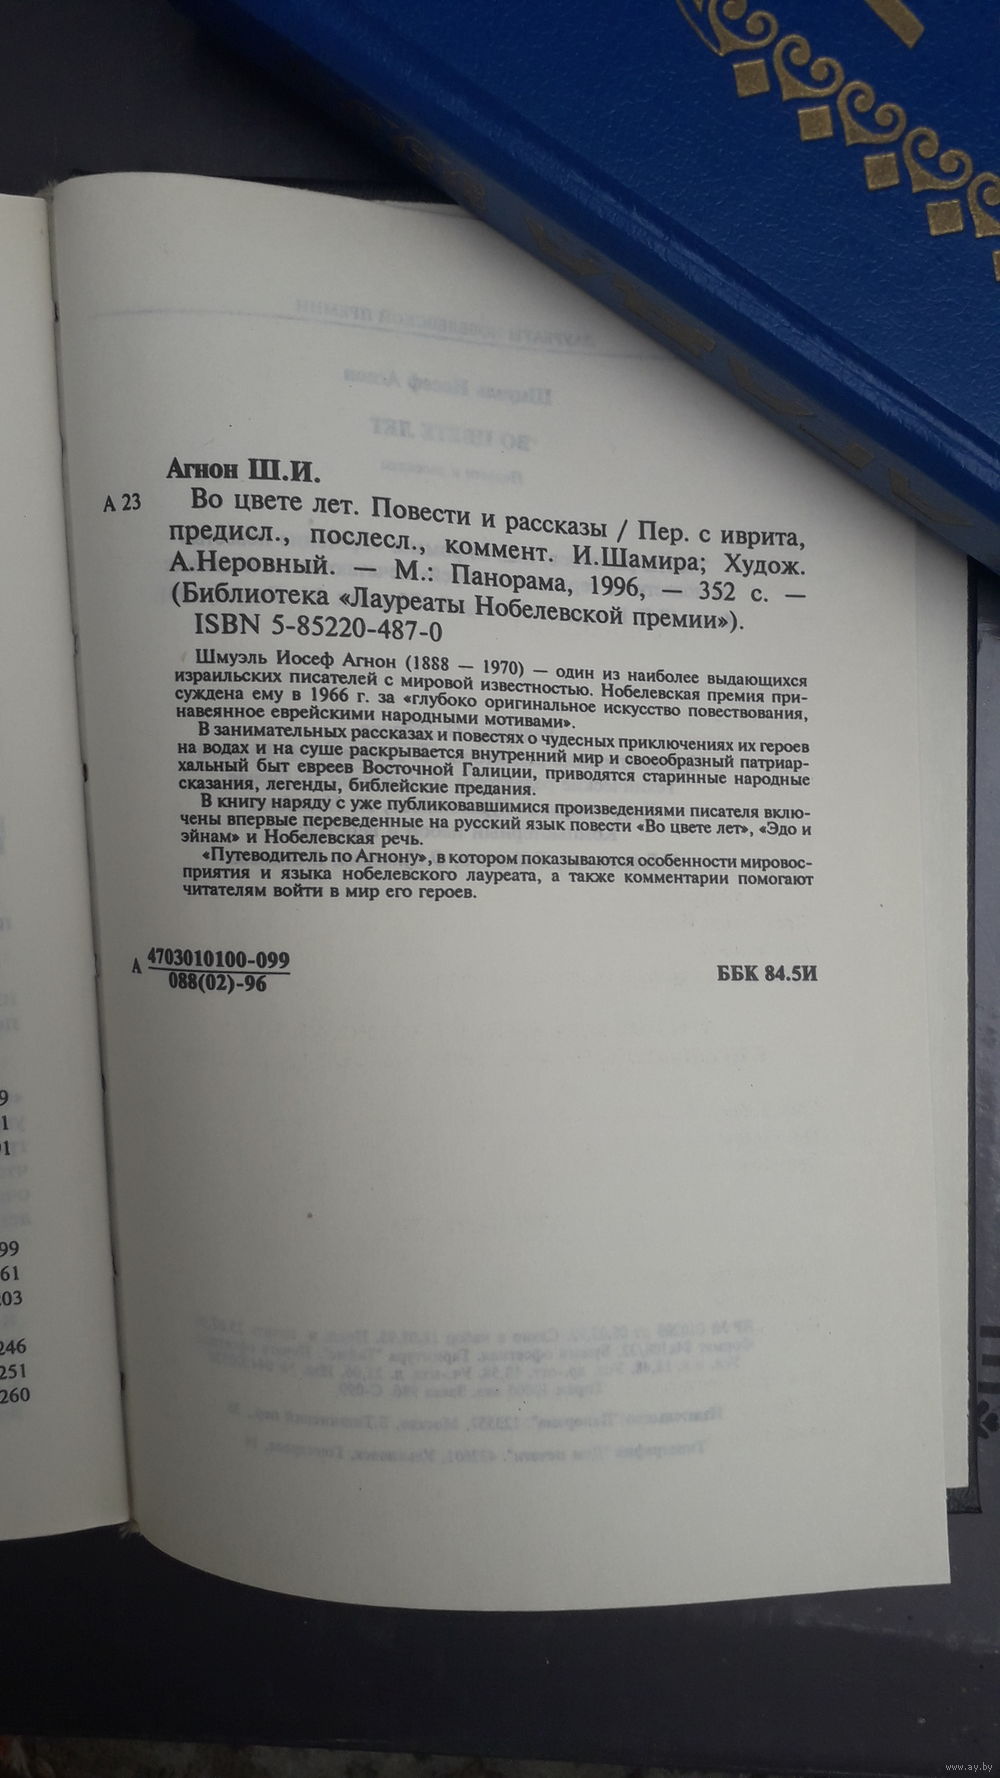 Агнон Ш.И.
А 23
Во цвете лет. Повести и рассказы / Пер. с иврита,
предисл., послесл., коммент. И.Шамира; Худож.
А.Неровный. — М.: Панорама, 1996, — 352 с. —
(Библиотека «Лауреаты Нобелевской премии»).
ISBN 5-85220-487-0
Шмуэль Иосеф Агнон (1888 — 1970) — один из наиболее выдающихся
израильских писателей с мировой известностью. Нобелевская премия при-
суждена ему в 1966 г. за «глубоко оригинальное искусство повествования,
навеянное еврейскими народными мотивами».
В занимательных рассказах и повестях о чудесных приключениях их героев
на водах и на суше раскрывается внутренний мир и своеобразный патриар-
хальный быт евреев Восточной Галиции, приводятся старинные народные
сказания, легенды, библейские предания.
В книгу наряду с уже публиковавшимися произведениями писателя вклю-
чены впервые переведенные на русский язык повести «Во цвете лет», «Эдо и
эйнам» и Нобелевская речь.
«Путеводитель по Агнону», в котором показываются особенности мировос-
приятия и языка нобелевского лауреата, а также комментарии помогают
читателям войти в мир его героев.
А 4703010100-099
088(02)-96
ББК 84.5И
9
1
91
99
61
203
246
251
260
www.ay.by